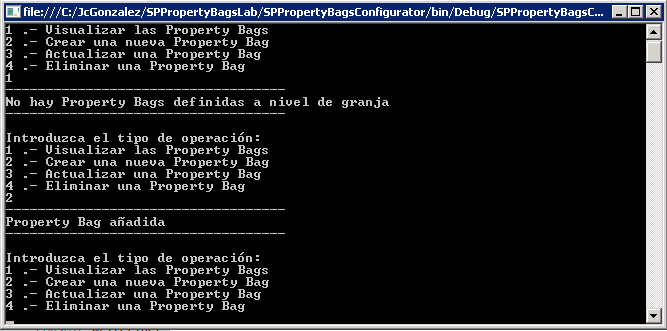 file:///C:/JcGonzalez/SPPropertyBagsLab/SPPropertyBagsConfigurator/bin/Debug/SPPropertyBagsC...
1 .- Visualizar las Property Bags
2 .- Crear una nueva Property Bag
3 .- Actualizar una Property Bag
4 .- Eliminar una Property Bag
1
-----------------------------------
No hay Property Bags definidas a nivel de granja
-----------------------------------
Introduzca el tipo de operación:
1 .- Visualizar las Property Bags
2 .- Crear una nueva Property Bag
3 .- Actualizar una Property Bag
4 .- Eliminar una Property Bag
2
-----------------------------------
Property Bag añadida
-----------------------------------
Introduzca el tipo de operación:
1 .- Visualizar las Property Bags
2 .- Crear una nueva Property Bag
3 .- Actualizar una Property Bag
4 .- Eliminar una Property Bag